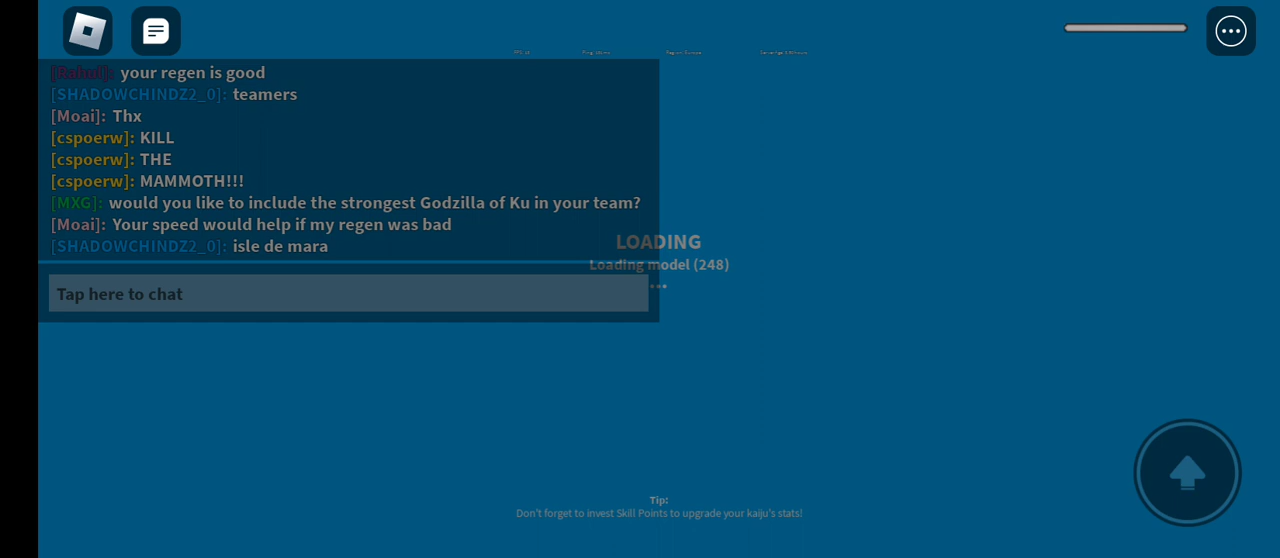 [Rahul]: your regen is good
[SHADOWCHINDZ2_0]: teamers
[Moai]: Thx
[cspoerw]: KILL
[cspoerw]: THE
[cspoerw]: MAMMOTH!!!
[MXG]: would you like to include the strongest Godzilla of Ku in your team?
[Moai]: Your speed would help if my regen was bad
[SHADOWCHINDZ2_0]: isle de mara
LOADING
Loading model (248)
...
Tap here to chat
Tip:
Don't forget to invest Skill Points to upgrade your kaiju's stats!